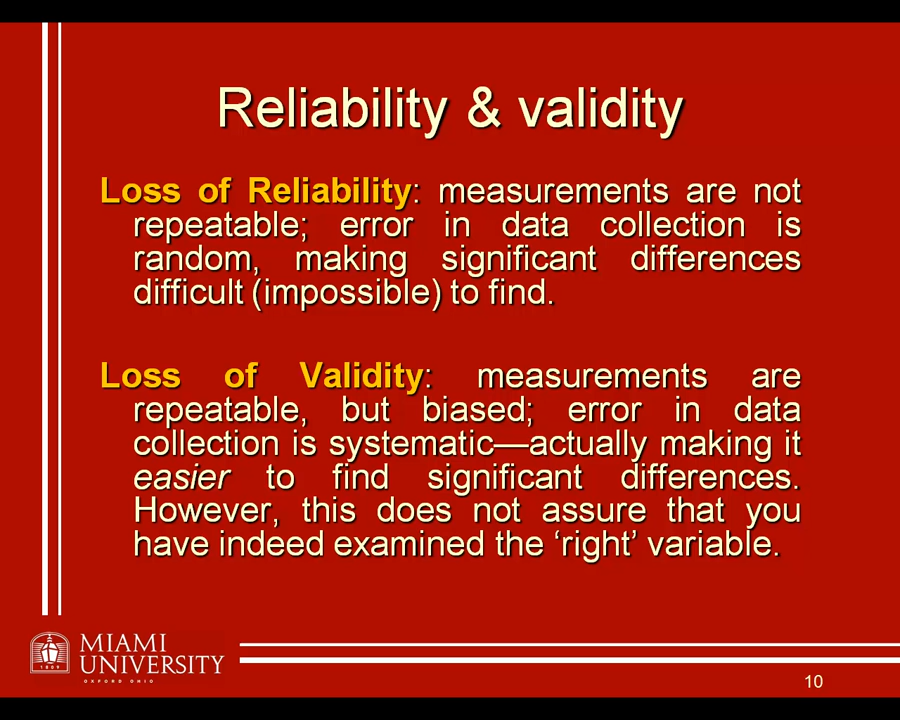 Reliability & validity
Loss of Reliability: measurements are not
repeatable; error in data collection is
random, making significant differences
difficult (impossible) to find.
Loss of Validity: measurements are
repeatable, but biased; error in data
collection is systematic—actually making it
easier to find significant differences.
However, this does not assure that you
have indeed examined the ‘right’ variable.
1809
MIAMI
UNIVERSITY
OXFORD OHIO
10